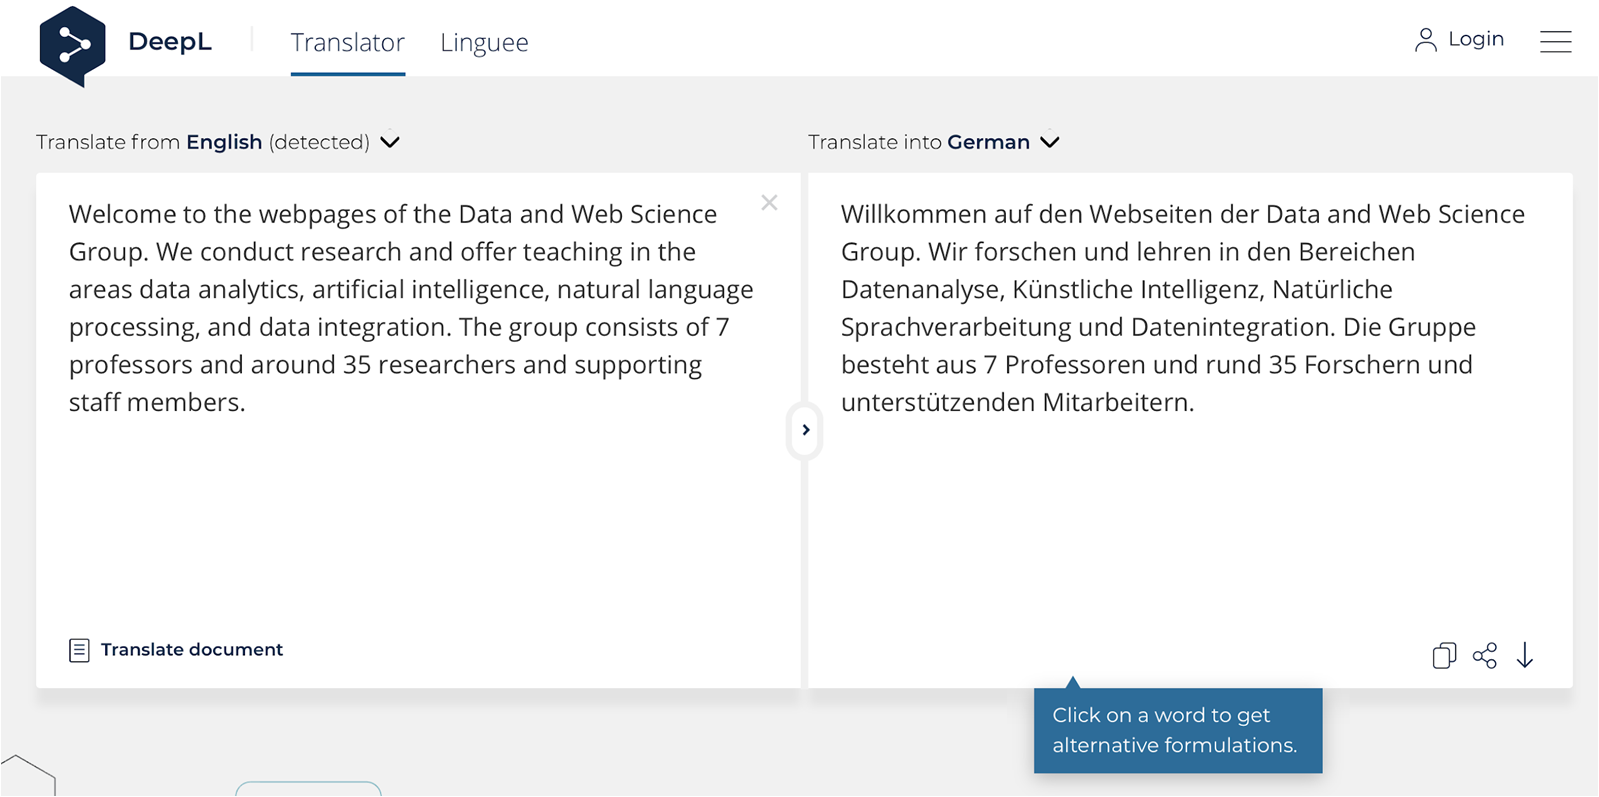 DeepL
Translator
Linguee
Login
Translate from English (detected)
Translate into German
Welcome to the webpages of the Data and Web Science
Group. We conduct research and offer teaching in the
areas data analytics, artificial intelligence, natural language
processing, and data integration. The group consists of 7
professors and around 35 researchers and supporting
staff members.
Willkommen auf den Webseiten der Data and Web Science
Group. Wir forschen und lehren in den Bereichen
Datenanalyse, Künstliche Intelligenz, Natürliche
Sprachverarbeitung und Datenintegration. Die Gruppe
besteht aus 7 Professoren und rund 35 Forschern und
unterstützenden Mitarbeitern.
Translate document
Click on a word to get
alternative formulations.